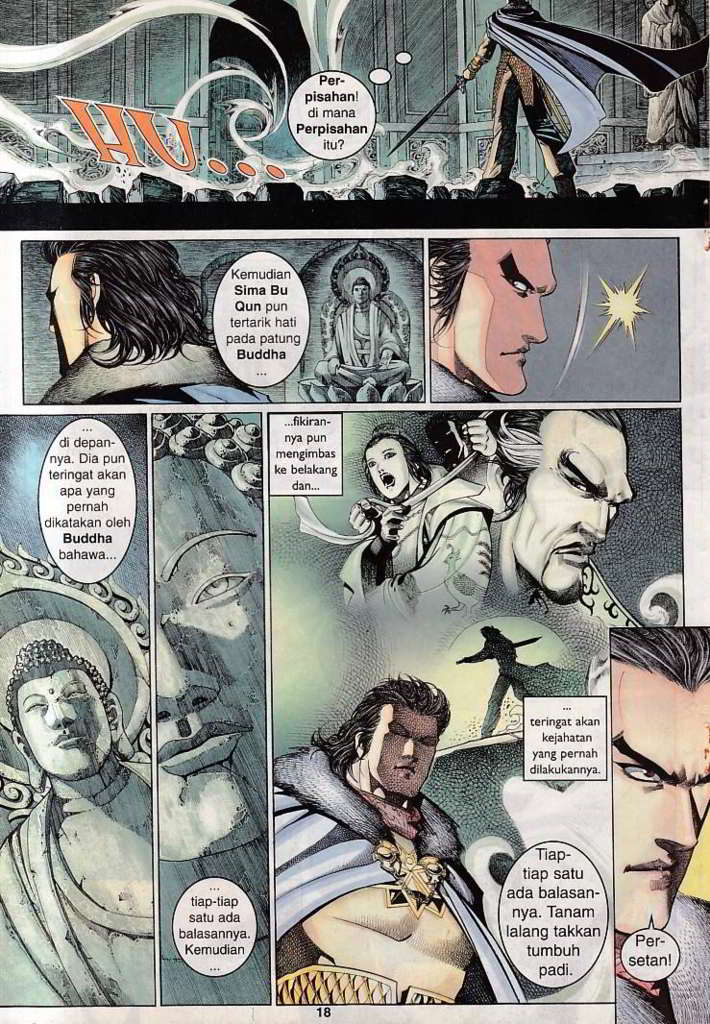 Per-
pisahan!
di mana
Perpisahan
itu?
HU...
Kemudian
Sima Bu
Qun pun
tertarik hati
pada patung
Buddha
...
...
di depan-
nya. Dia pun
teringat akan
apa yang
pernah
dikatakan oleh
Buddha
bahawa...
...
tiap-tiap
satu ada
balasannya.
Kemudian
...
...fikiran-
nya pun
mengimbas
ke belakang
dan...
...
teringat akan
kejahatan
yang pernah
dilakukannya.
Tiap-
tiap satu
ada balasan-
nya. Tanam
lalang takkan
tumbuh
padi.
Per-
setan!
18